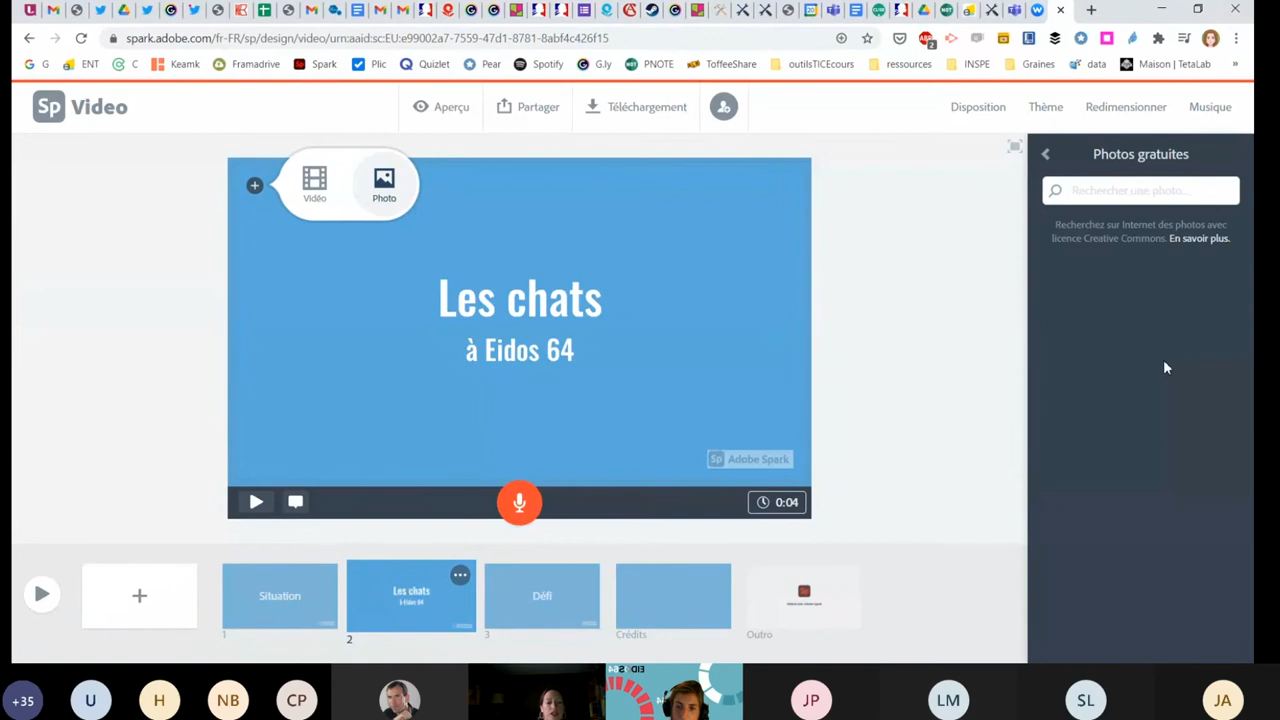 spark.adobe.com/fr-FR/sp/design/video/urn:aaid:sc:EU:e99002a7-7559-47d1-8781-8abf4c426f15
2
G
ENT
C
Keamk
Framadrive
Spark
Plic
Quizlet
Pear
Spotify
G.ly
PNOTE
ToffeeShare
outilsTICEcours
ressources
INSPE
Graines
data
Maison | TetaLab
»
Sp Video
Aperçu
Partager
Téléchargement
Disposition
Thème
Redimensionner
Musique
Photos gratuites
Rechercher une photo...
Recherchez sur Internet des photos avec
licence Creative Commons. En savoir plus.
Vidéo
Photo
Les chats
à Eidos 64
Sp Adobe Spark
0:04
Situation
1
Les chats
à Eidos 64
2
Défi
3
Crédits
Outro
+35
U
H
NB
CP
JP
LM
SL
JA